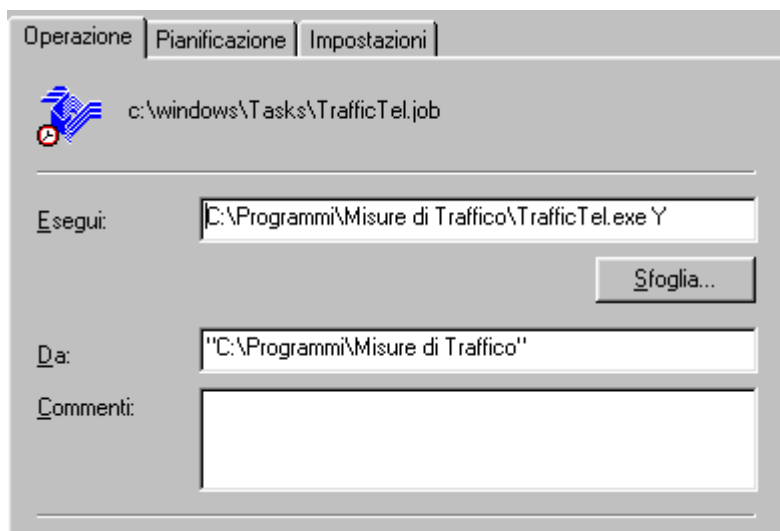 Operazione Pianificazione Impostazioni
c:\windows\Tasks\TrafficTel.job
Esegui: C:\Programmi\Misure di Traffico\TrafficTel.exe Y
Sfoglia...
Da: "C:\Programmi\Misure di Traffico"
Commenti: